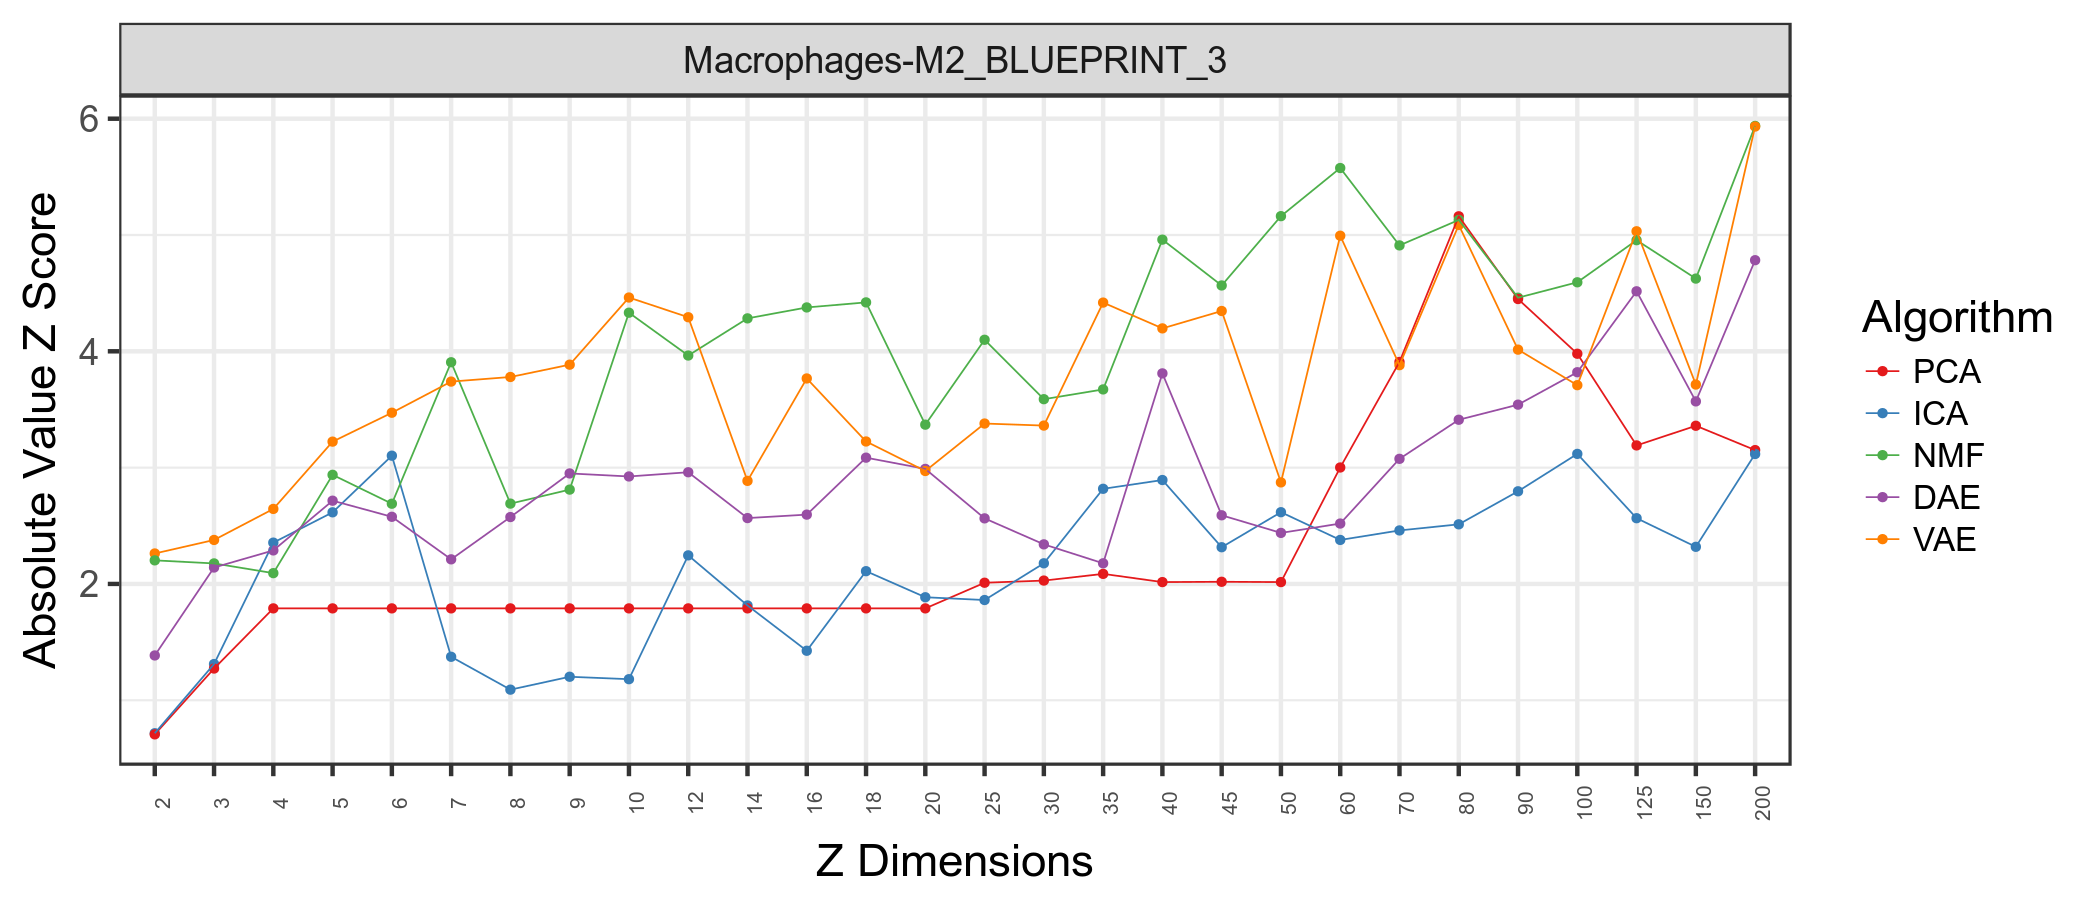 Macrophages-M2_BLUEPRINT_3
6
4
2
Absolute Value Z Score
2 3 4 5 6 7 8 9 10 12 14 16 18 20 25 30 35 40 45 50 60 70 80 90 100 125 150 200
Z Dimensions
Algorithm
PCA
ICA
NMF
DAE
VAE